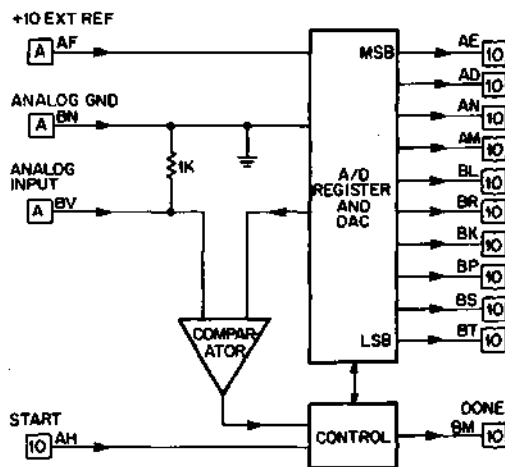 +10 EXT REF
A AF
ANALOG GND
A BN
ANALOG INPUT
A BV
1K
MSB
A/D REGISTER AND DAC
LSB
AE 10
AD 10
AN 10
AM 10
BL 10
BR 10
BK 10
BP 10
BS 10
BT 10
COMPAR
ATOR
START
10 AH
CONTROL
DONE
BM 10